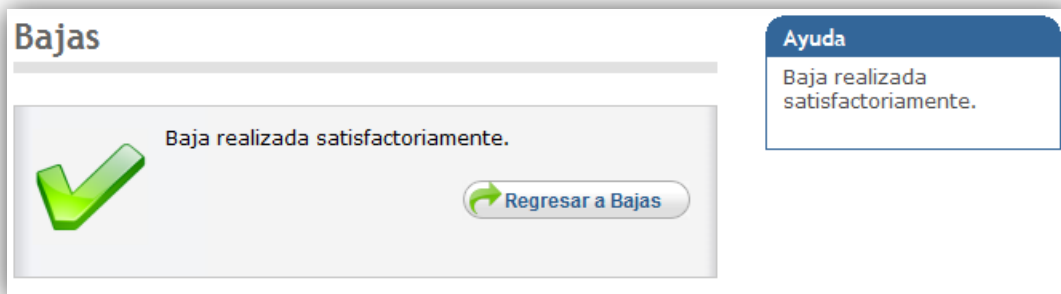 Bajas
Baja realizada satisfactoriamente.
Regresar a Bajas
Ayuda
Baja realizada
satisfactoriamente.